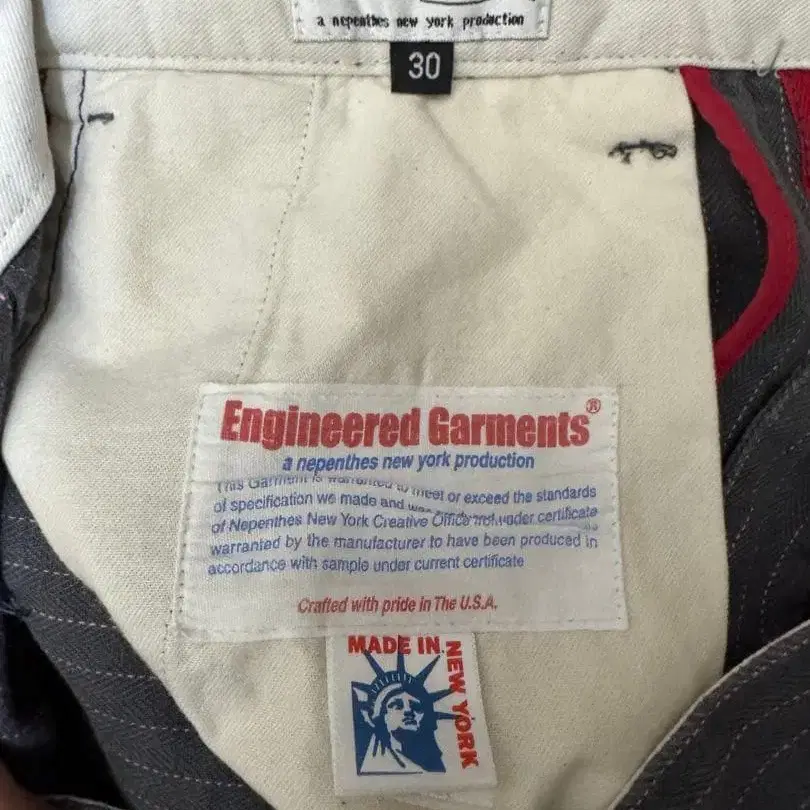 a nepenthes new york production
30
Engineered Garments®
a nepenthes new york production
This Garment is warranted to meet or exceed the standards
of specification we made and
of Nepenthes New York Creative Office under certificate
warranted by the manufacturer to have been produced in
accordance with sample under current certificate
Crafted with pride in The U.S.A.
MADE IN
NEW YORK